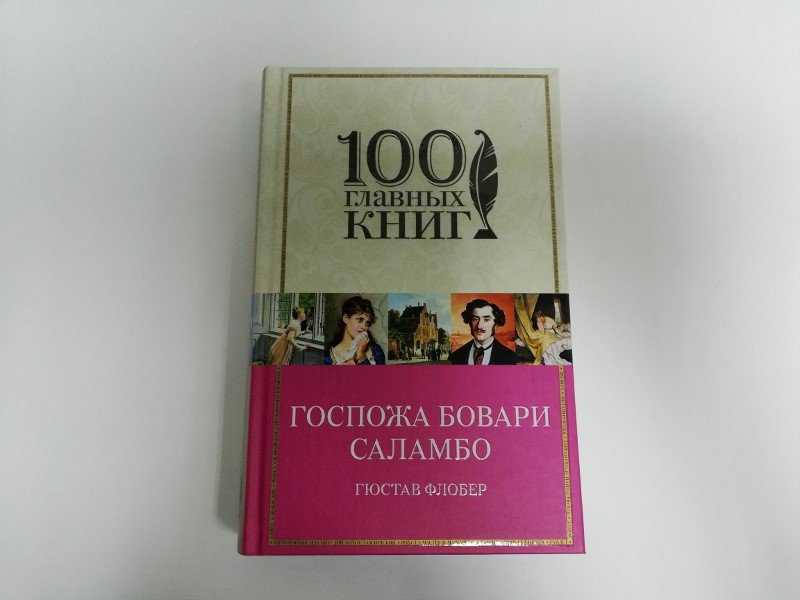 100
главных
книг
ГОСПОЖА БОВАРИ
САЛАМБО
ГЮСТАВ ФЛОБЕР